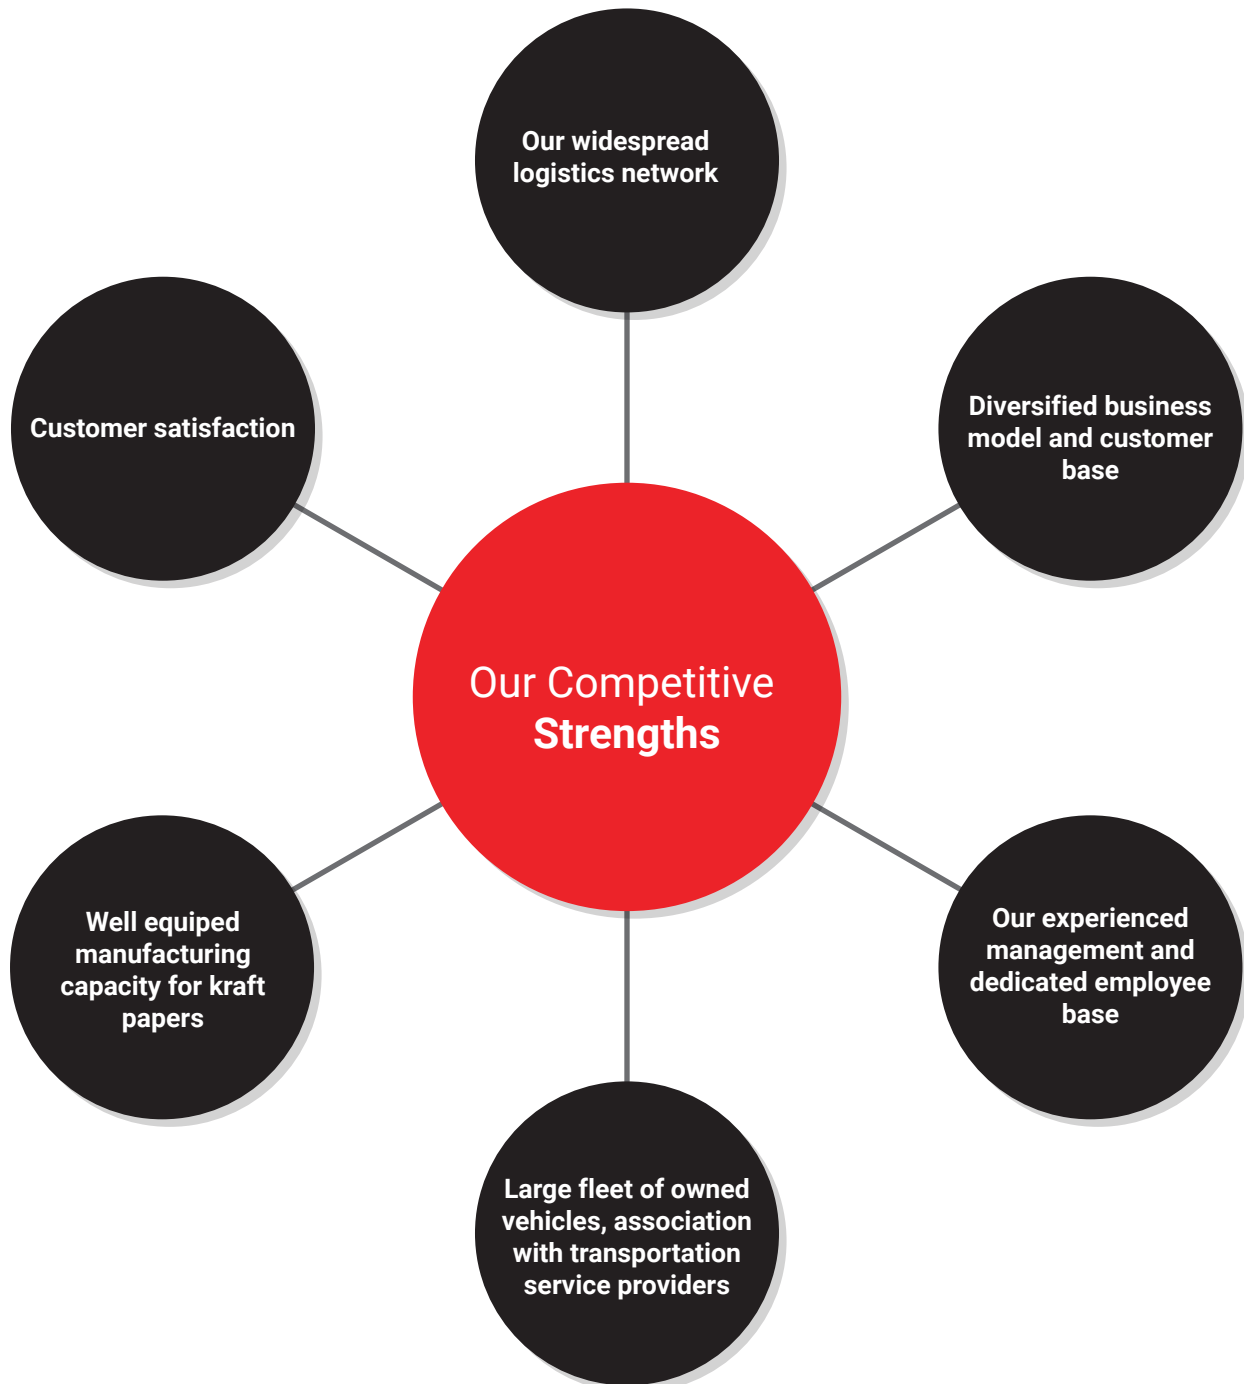 Our widespread
logistics network
Customer satisfaction
Diversified business
model and customer
base
Our Competitive
Strengths
Well equiped
manufacturing
capacity for kraft
papers
Our experienced
management and
dedicated employee
base
Large fleet of owned
vehicles, association
with transportation
service providers